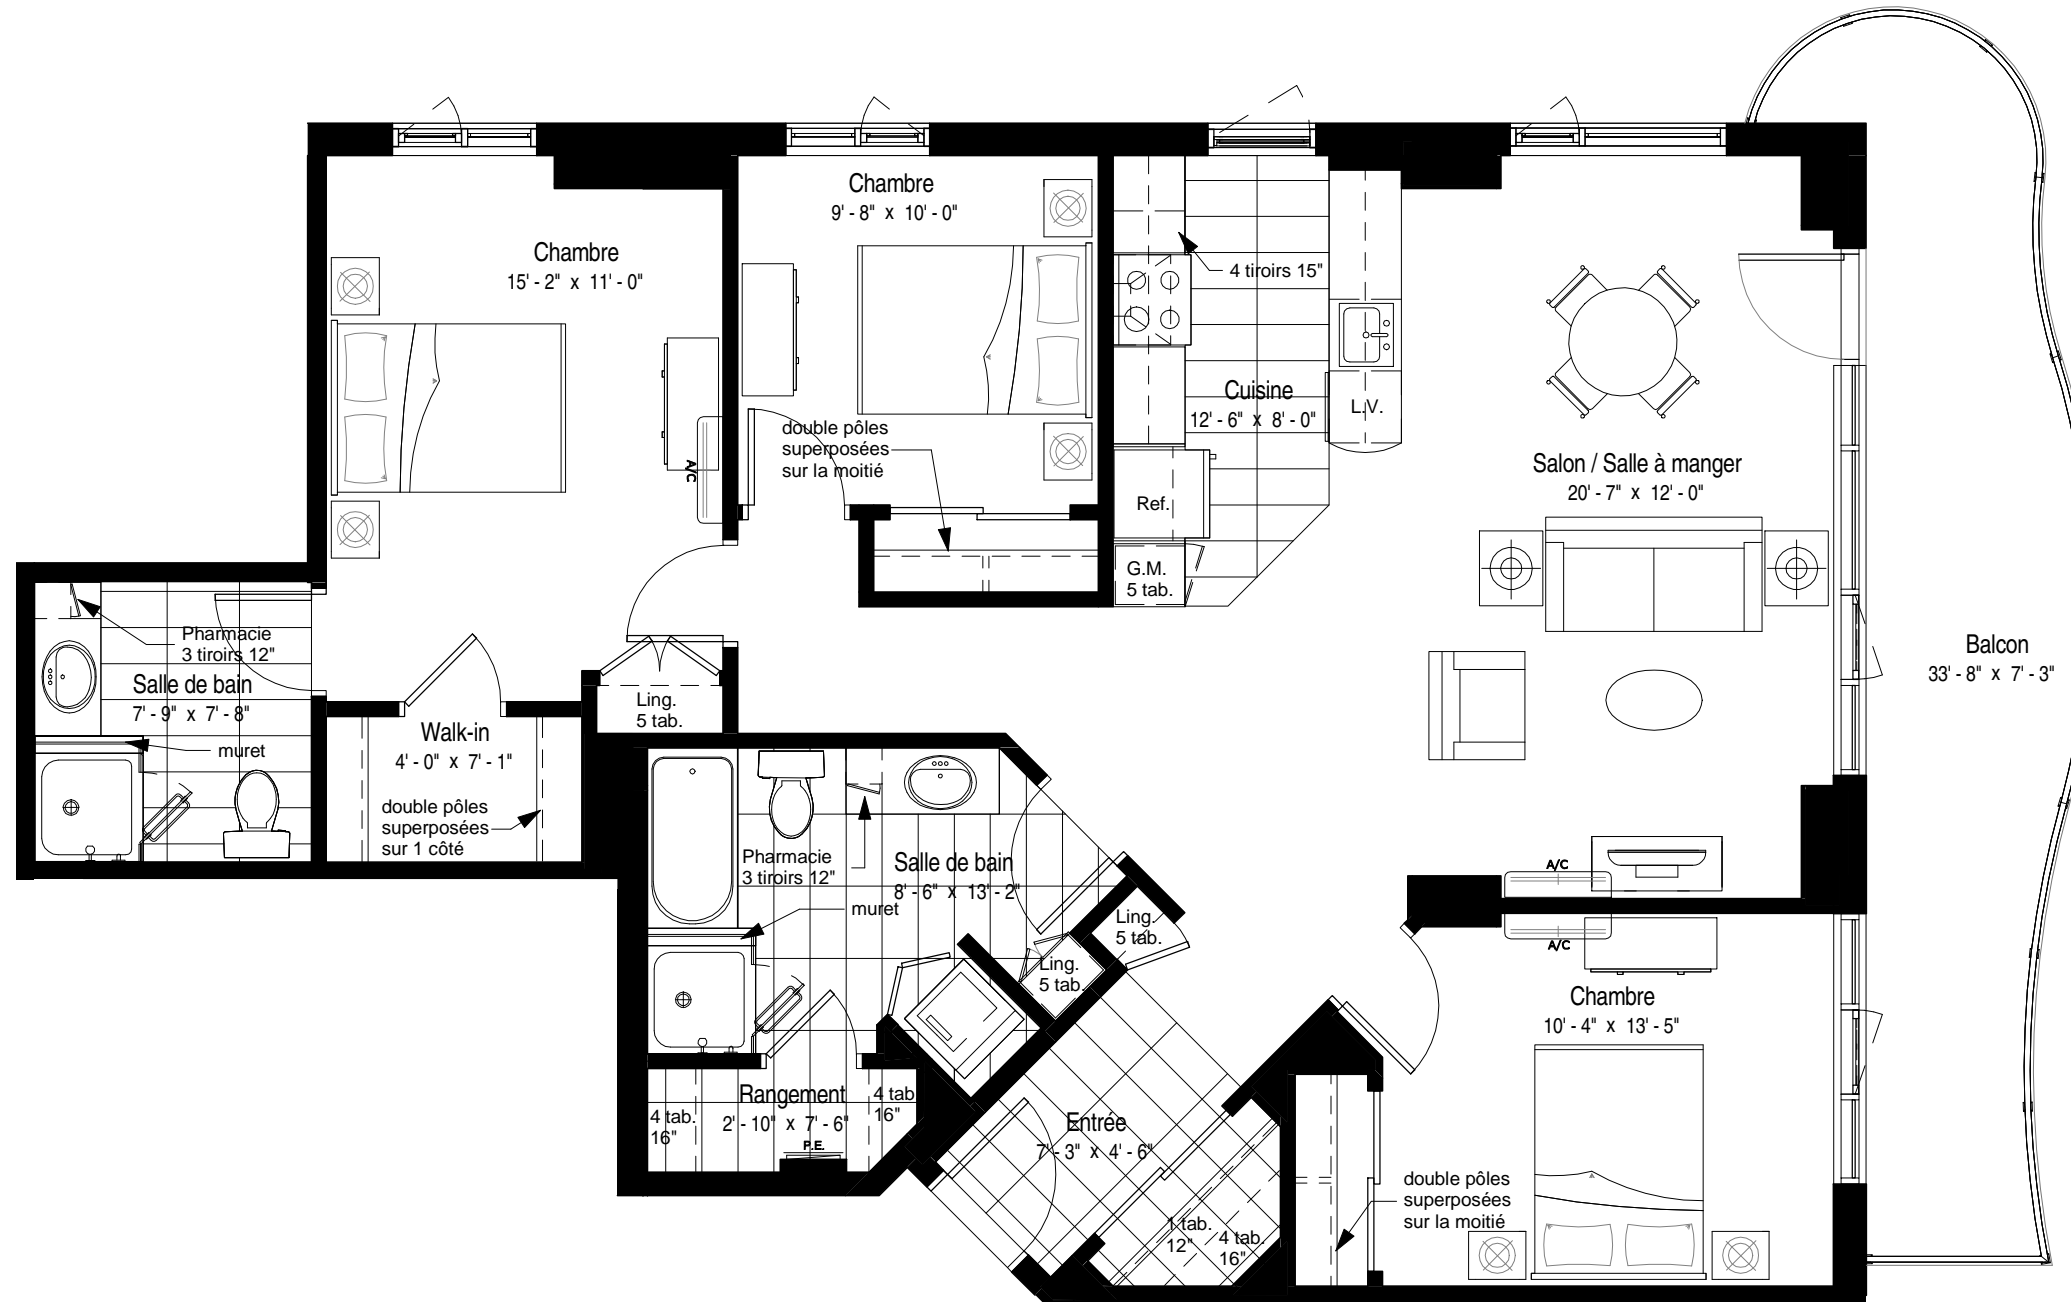 Chambre
9' - 8" x 10' - 0"
Chambre
15' - 2" x 11' - 0"
4 tiroirs 15"
Cuisine
12' - 6" x 8' - 0"
L.V.
double pôles
superposées
sur la moitié
A/C
Ref.
G.M.
5 tab.
Salon / Salle à manger
20' - 7" x 12' - 0"
Balcon
33' - 8" x 7' - 3"
Pharmacie
3 tiroirs 12"
Salle de bain
7' - 9" x 7' - 8"
muret
Ling.
5 tab.
Walk-in
4' - 0" x 7' - 1"
double pôles
superposées
sur 1 côté
Pharmacie
3 tiroirs 12"
Salle de bain
8' - 6" x 13' - 2"
muret
Ling.
5 tab.
Ling.
5 tab.
A/C
A/C
Chambre
10' - 4" x 13' - 5"
Rangement
2' - 10" x 7' - 6"
4 tab.
16"
4 tab
16"
P.E.
Entrée
7' - 3" x 4' - 6"
1 tab.
12"
4 tab.
16"
double pôles
superposées
sur la moitié